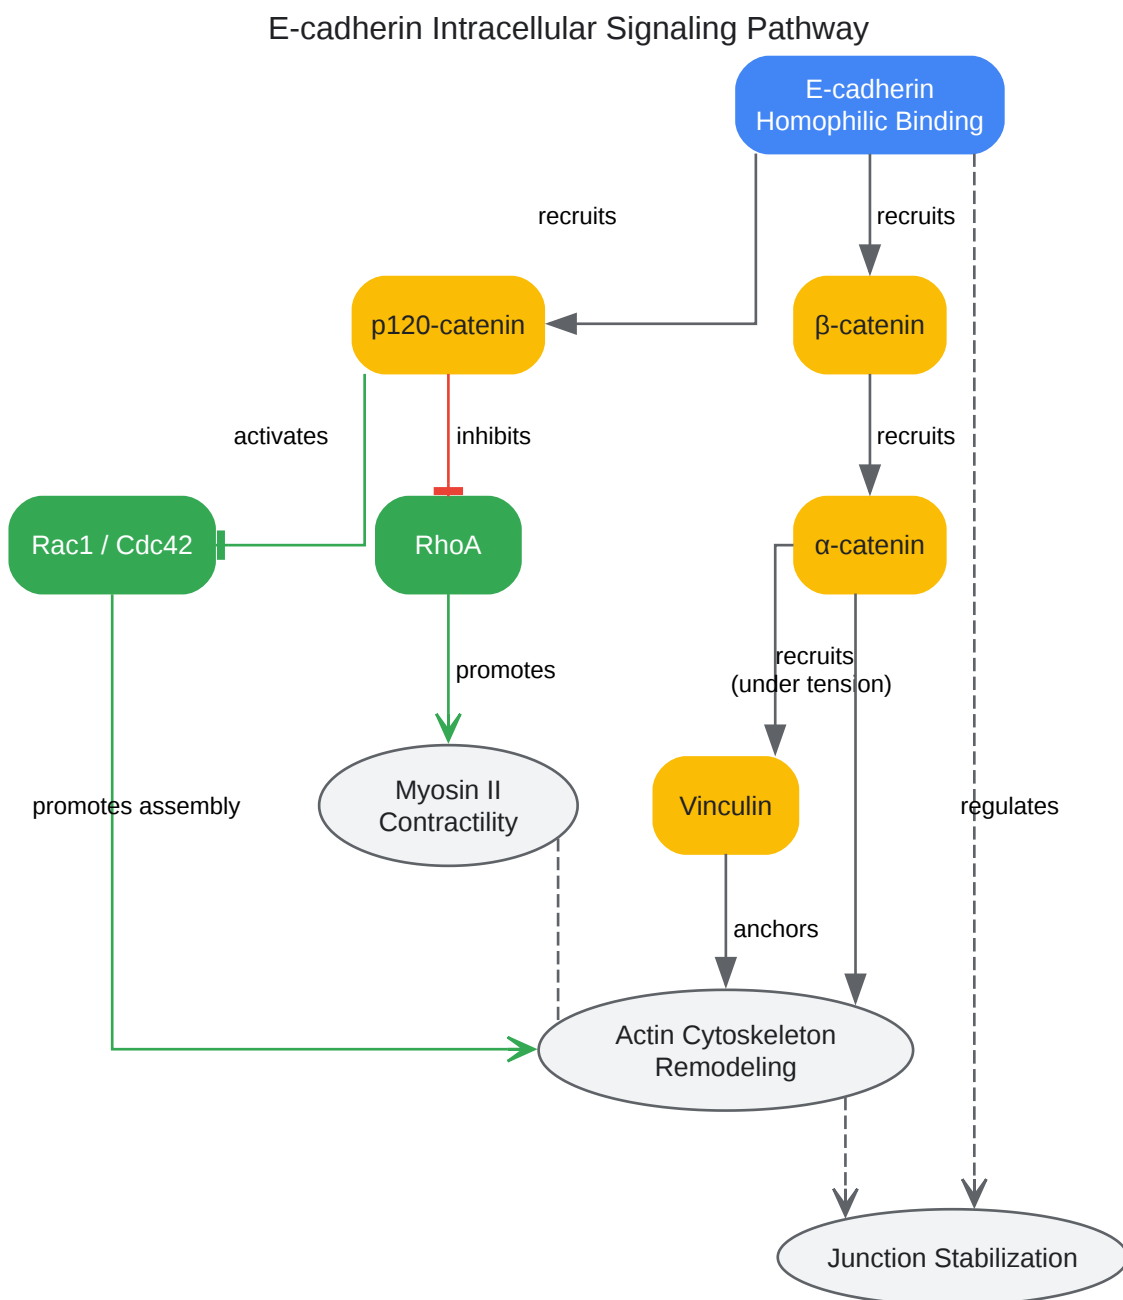 E-cadherin Intracellular Signaling Pathway
E-cadherin
Homophilic Binding
recruits
recruits
p120-catenin
β-catenin
activates
inhibits
recruits
Rac1 / Cdc42
RhoA
α-catenin
promotes
recruits
(under tension)
Myosin II
Contractility
Vinculin
promotes assembly
regulates
anchors
Actin Cytoskeleton
Remodeling
Junction Stabilization